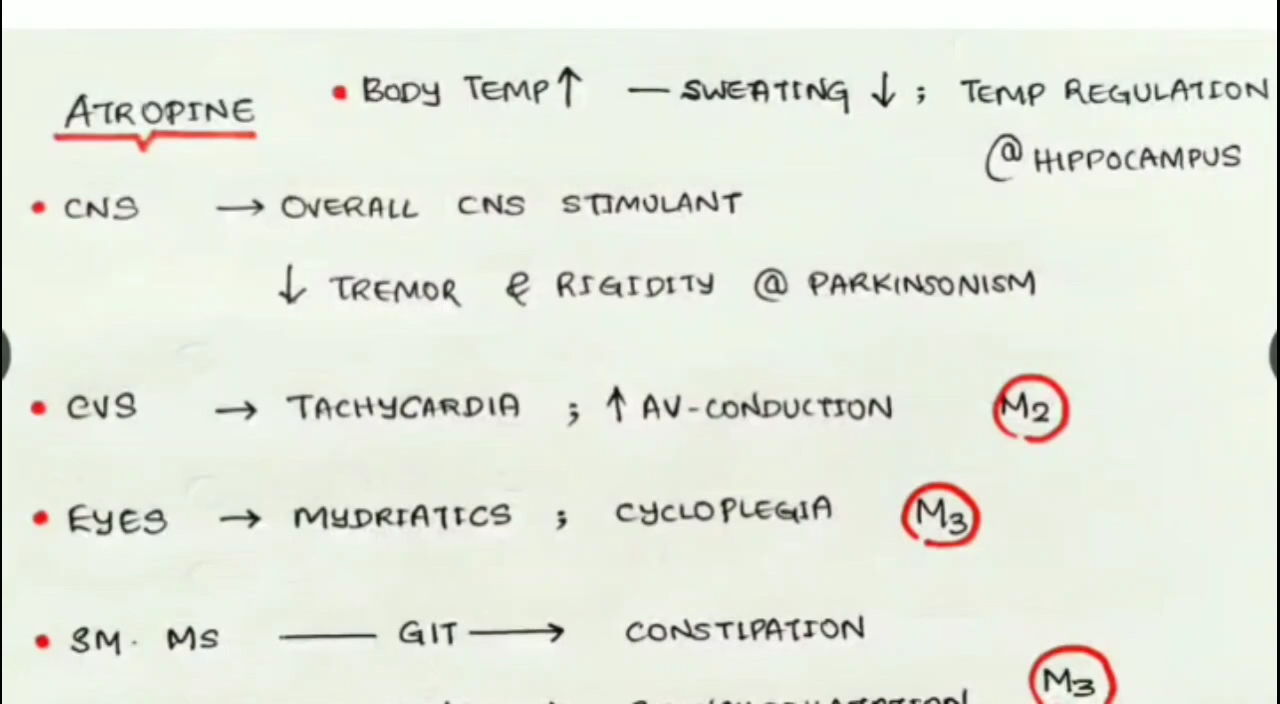 ATROPINE
• BODY TEMP ↑ — SWEATING ↓ ; TEMP REGULATION
@ HIPPOCAMPUS
• CNS → OVERALL CNS STIMULANT
↓ TREMOR & RIGIDITY @ PARKINSONISM
• CVS → TACHYCARDIA ; ↑ AV-CONDUCTION M2
• EYES → MYDRIATICS ; CYCLOPLEGIA M3
• SM. MS — GIT → CONSTIPATION
M3